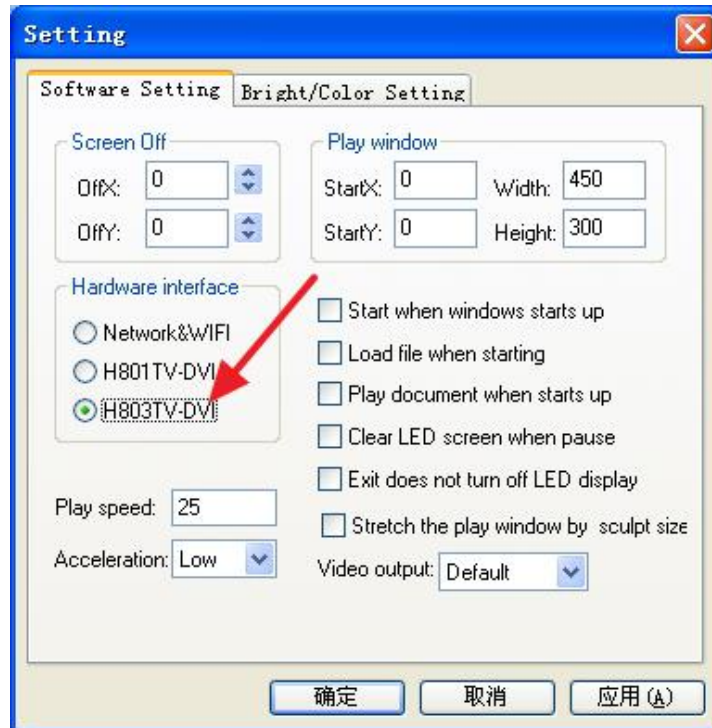 Setting
Software Setting
Bright/Color Setting
Screen Off
OffX: 0
OffY: 0
Play window
StartX: 0 Width: 450
StartY: 0 Height: 300
Hardware interface
Network&WIFI
H801TV-DVI
H803TV-DVI
Start when windows starts up
Load file when starting
Play document when starts up
Clear LED screen when pause
Exit does not turn off LED display
Stretch the play window by sculpt size
Play speed: 25
Acceleration: Low
Video output: Default
确定 取消 应用(A)